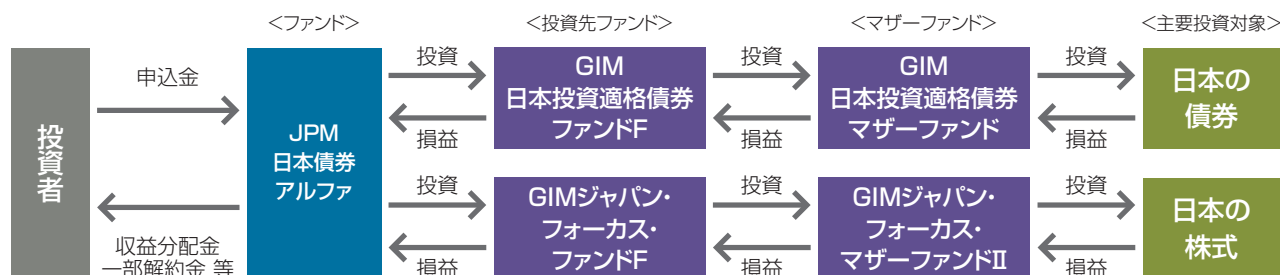 <ファンド>
<投資先ファンド>
<マザーファンド>
<主要投資対象>
投資者
申込金
収益分配金
一部解約金 等
JPM
日本債券
アルファ
投資
損益
GIM
日本投資適格債券
ファンドF
投資
損益
GIM
日本投資適格債券
マザーファンド
投資
損益
日本の
債券
投資
損益
GIMジャパン・
フォーカス・
ファンドF
投資
損益
GIMジャパン・
フォーカス・
マザーファンドII
投資
損益
日本の
株式